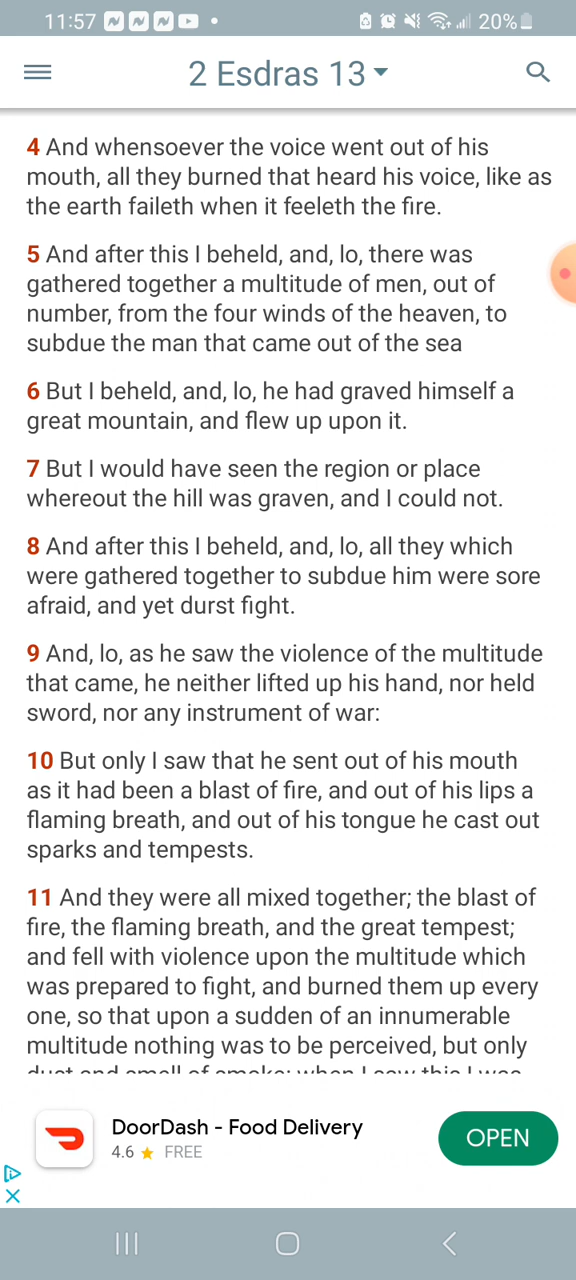 11:57
20%
2 Esdras 13
4 And whensoever the voice went out of his
mouth, all they burned that heard his voice, like as
the earth faileth when it feeleth the fire.
5 And after this I beheld, and, lo, there was
gathered together a multitude of men, out of
number, from the four winds of the heaven, to
subdue the man that came out of the sea
6 But I beheld, and, lo, he had graved himself a
great mountain, and flew up upon it.
7 But I would have seen the region or place
whereout the hill was graven, and I could not.
8 And after this I beheld, and, lo, all they which
were gathered together to subdue him were sore
afraid, and yet durst fight.
9 And, lo, as he saw the violence of the multitude
that came, he neither lifted up his hand, nor held
sword, nor any instrument of war:
10 But only I saw that he sent out of his mouth
as it had been a blast of fire, and out of his lips a
flaming breath, and out of his tongue he cast out
sparks and tempests.
11 And they were all mixed together; the blast of
fire, the flaming breath, and the great tempest;
and fell with violence upon the multitude which
was prepared to fight, and burned them up every
one, so that upon a sudden of an innumerable
multitude nothing was to be perceived, but only
dust and smell of smoke: when I saw this I was
DoorDash - Food Delivery
4.6 ★ FREE
OPEN